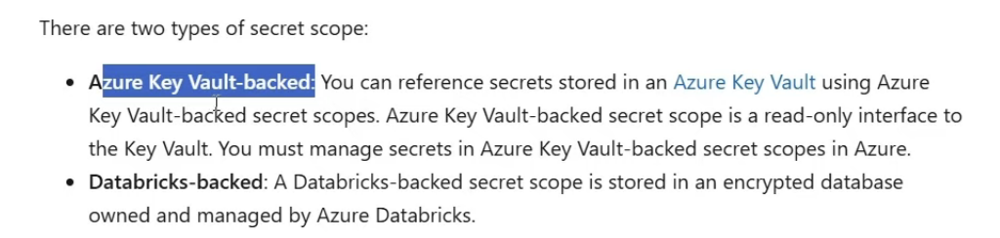 There are two types of secret scope:
• Azure Key Vault-backed: You can reference secrets stored in an Azure Key Vault using Azure
Key Vault-backed secret scopes. Azure Key Vault-backed secret scope is a read-only interface to
the Key Vault. You must manage secrets in Azure Key Vault-backed secret scopes in Azure.
• Databricks-backed: A Databricks-backed secret scope is stored in an encrypted database
owned and managed by Azure Databricks.